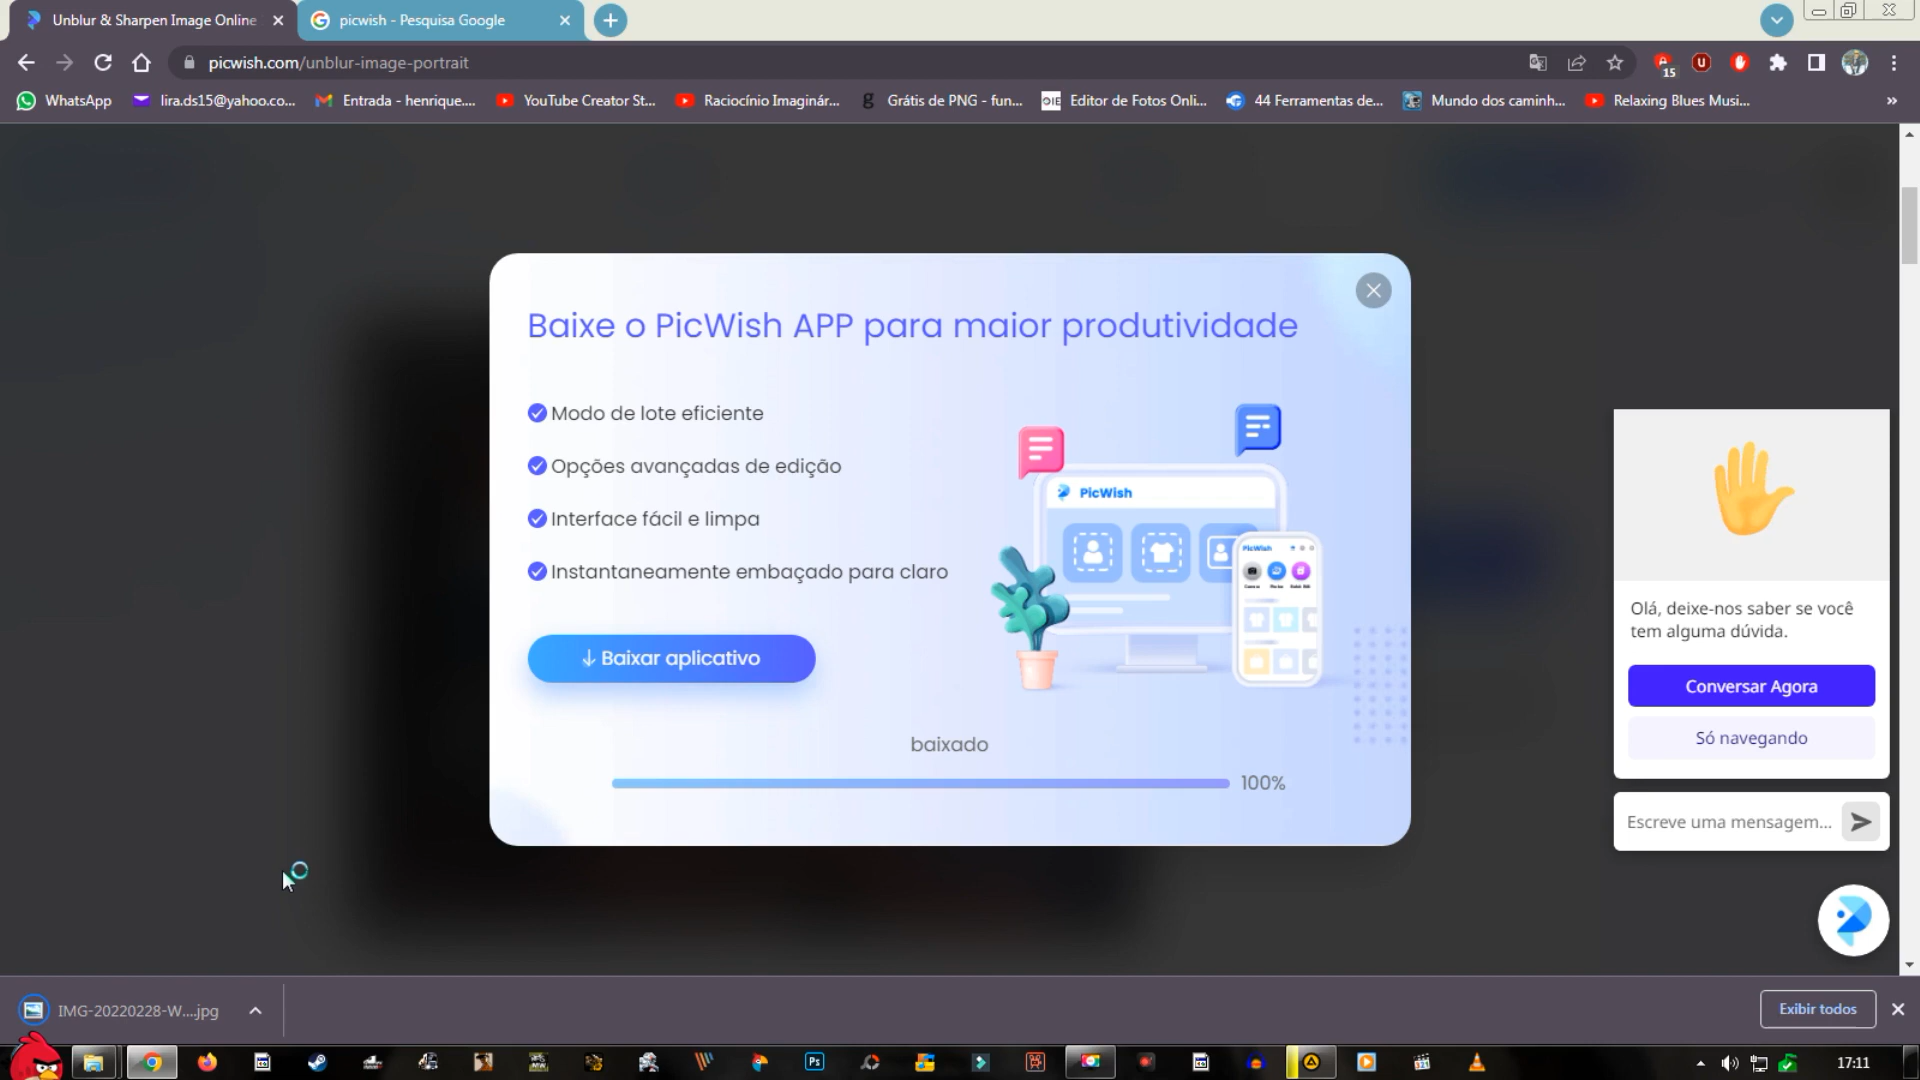 Unblur & Sharpen Image Online
picwish - Pesquisa Google
picwish.com/unblur-image-portrait
15
WhatsApp
lira.ds15@yahoo.co...
Entrada - henrique....
YouTube Creator St...
Raciocínio Imaginár...
Grátis de PNG - fun...
Editor de Fotos Onli...
44 Ferramentas de...
Mundo dos caminh...
Relaxing Blues Musi...
»
Baixe o PicWish APP para maior produtividade
Modo de lote eficiente
Opções avançadas de edição
Interface fácil e limpa
Instantaneamente embaçado para claro
Baixar aplicativo
PicWish
PicWish
baixado
100%
Olá, deixe-nos saber se você
tem alguma dúvida.
Conversar Agora
Só navegando
Escreve uma mensagem...
IMG-20220228-W....jpg
Exibir todos
Ps
17:11